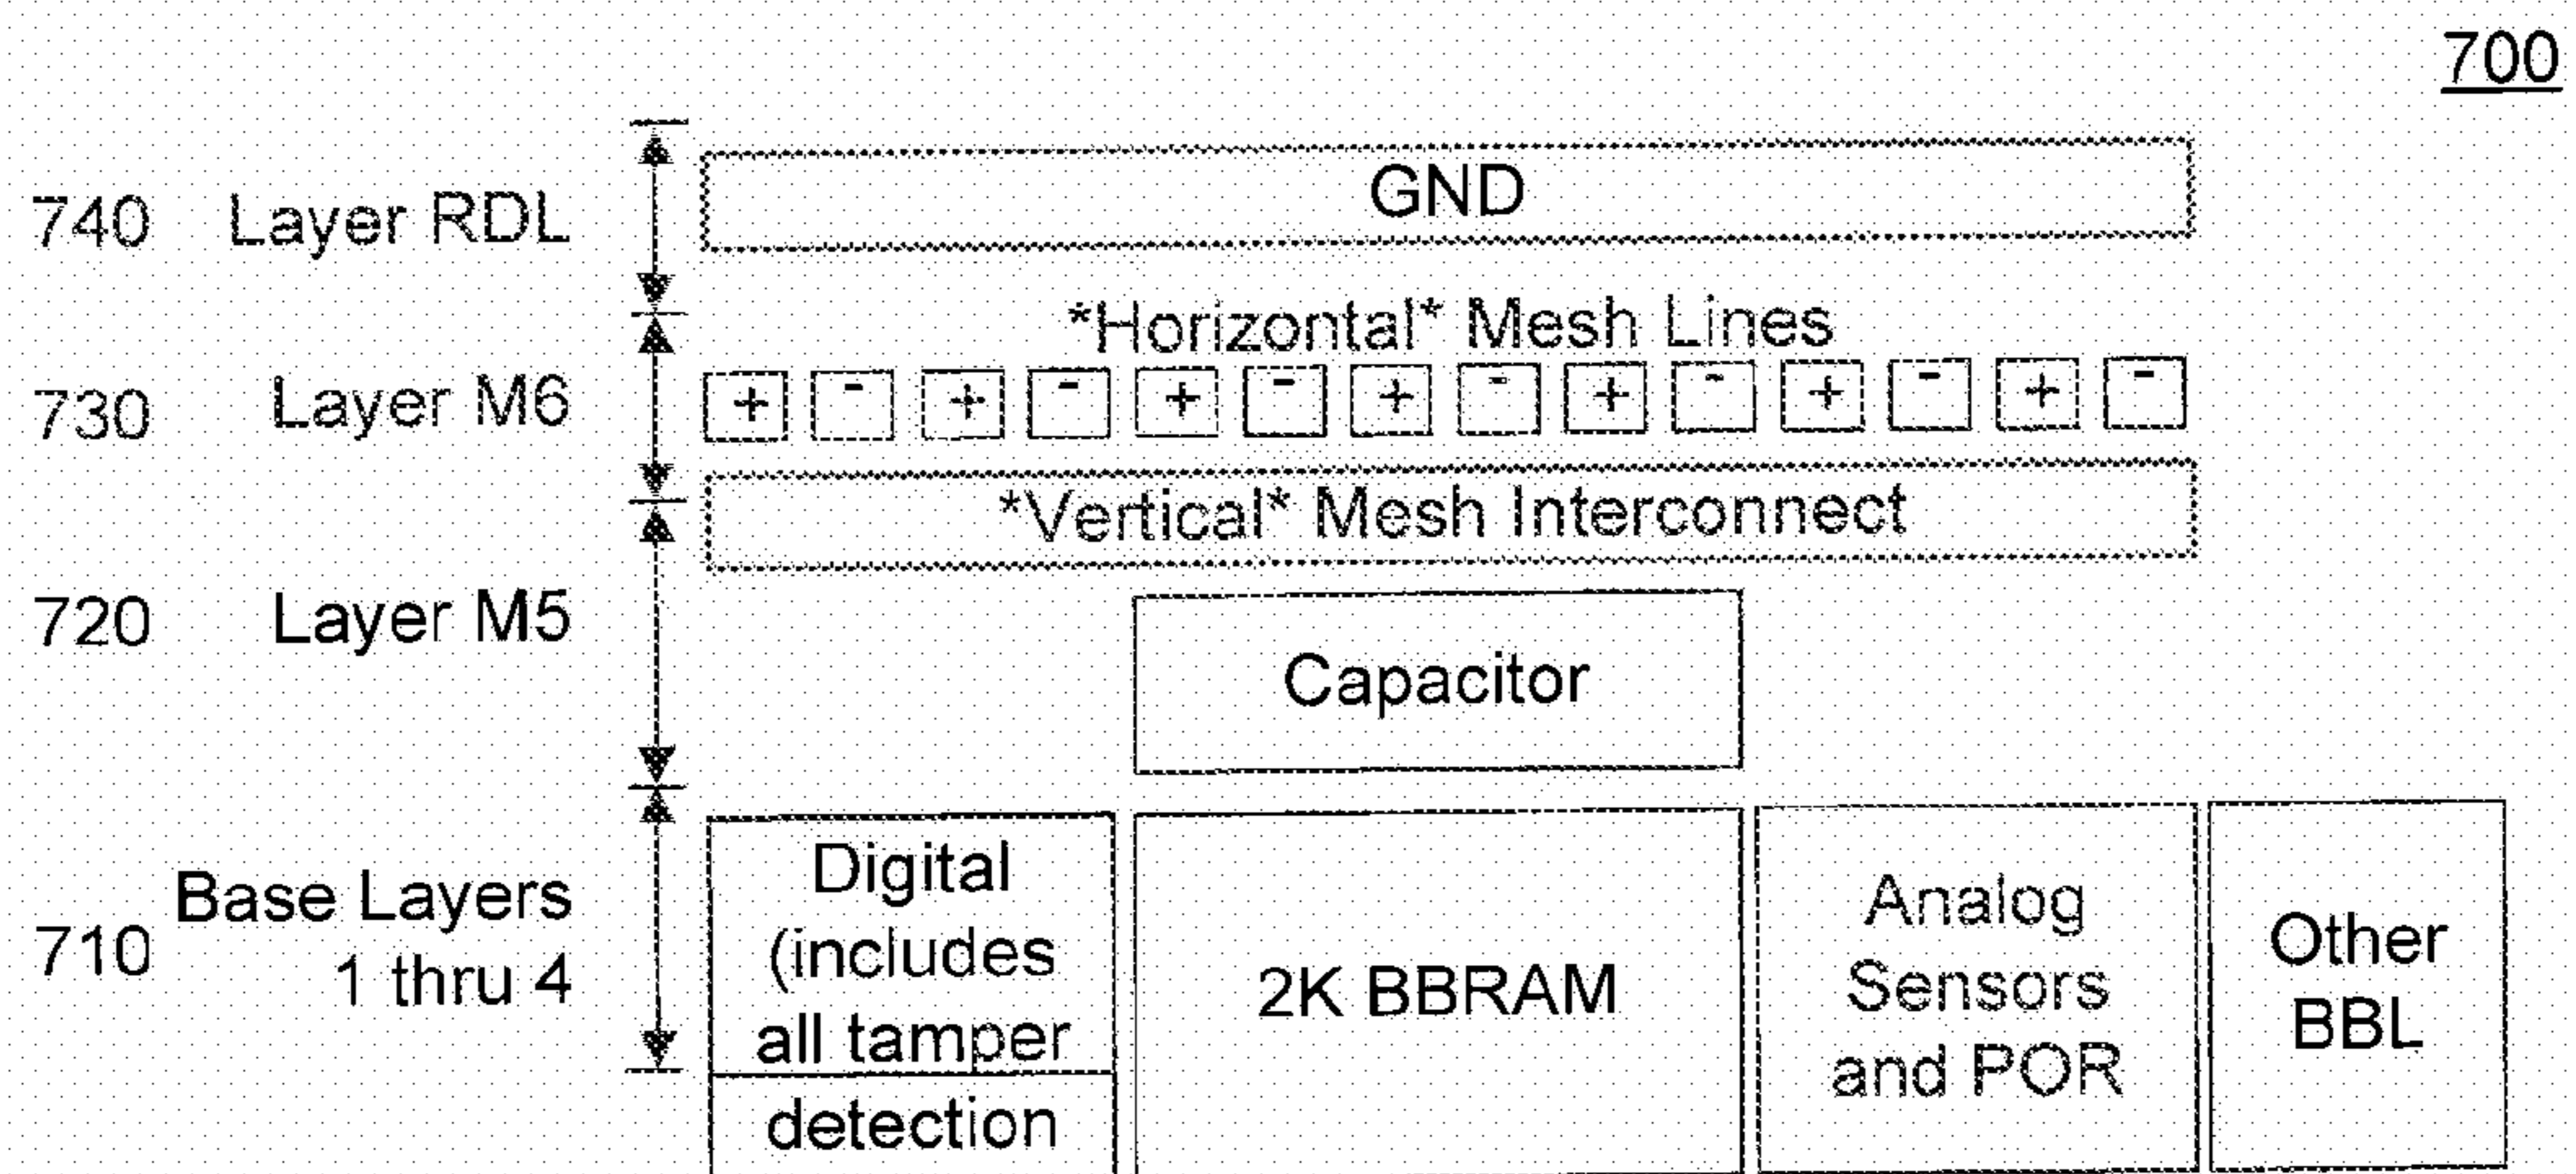 700
740 Layer RDL
GND
*Horizontal* Mesh Lines
730 Layer M6
+ - + - + - + - + - + - + -
*Vertical* Mesh Interconnect
720 Layer M5
Capacitor
710
Base Layers
1 thru 4
Digital
(includes
all tamper
detection
2K BBRAM
Analog
Sensors
and POR
Other
BBL